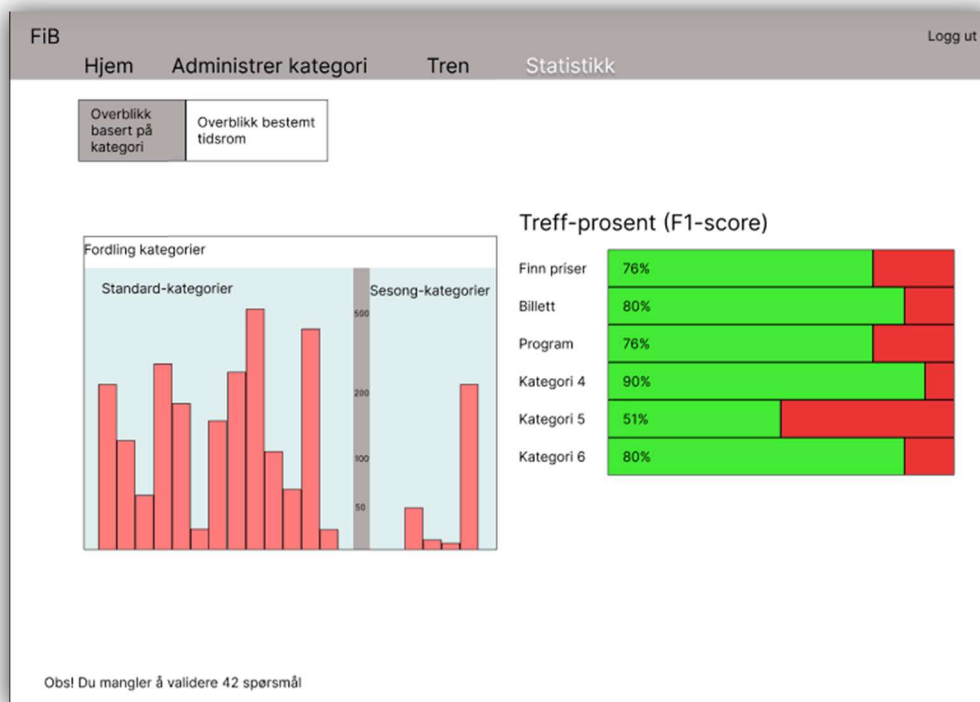 FiB
Logg ut
Hjem Administrer kategori Tren Statistikk
Overblikk
basert på
kategori
Overblikk bestemt
tidsrom
Fordling kategorier
Standard-kategorier
Sesong-kategorier
500
200
100
50
Treff-prosent (F1-score)
Finn priser 76%
Billett 80%
Program 76%
Kategori 4 90%
Kategori 5 51%
Kategori 6 80%
Obs! Du mangler å validere 42 spørsmål